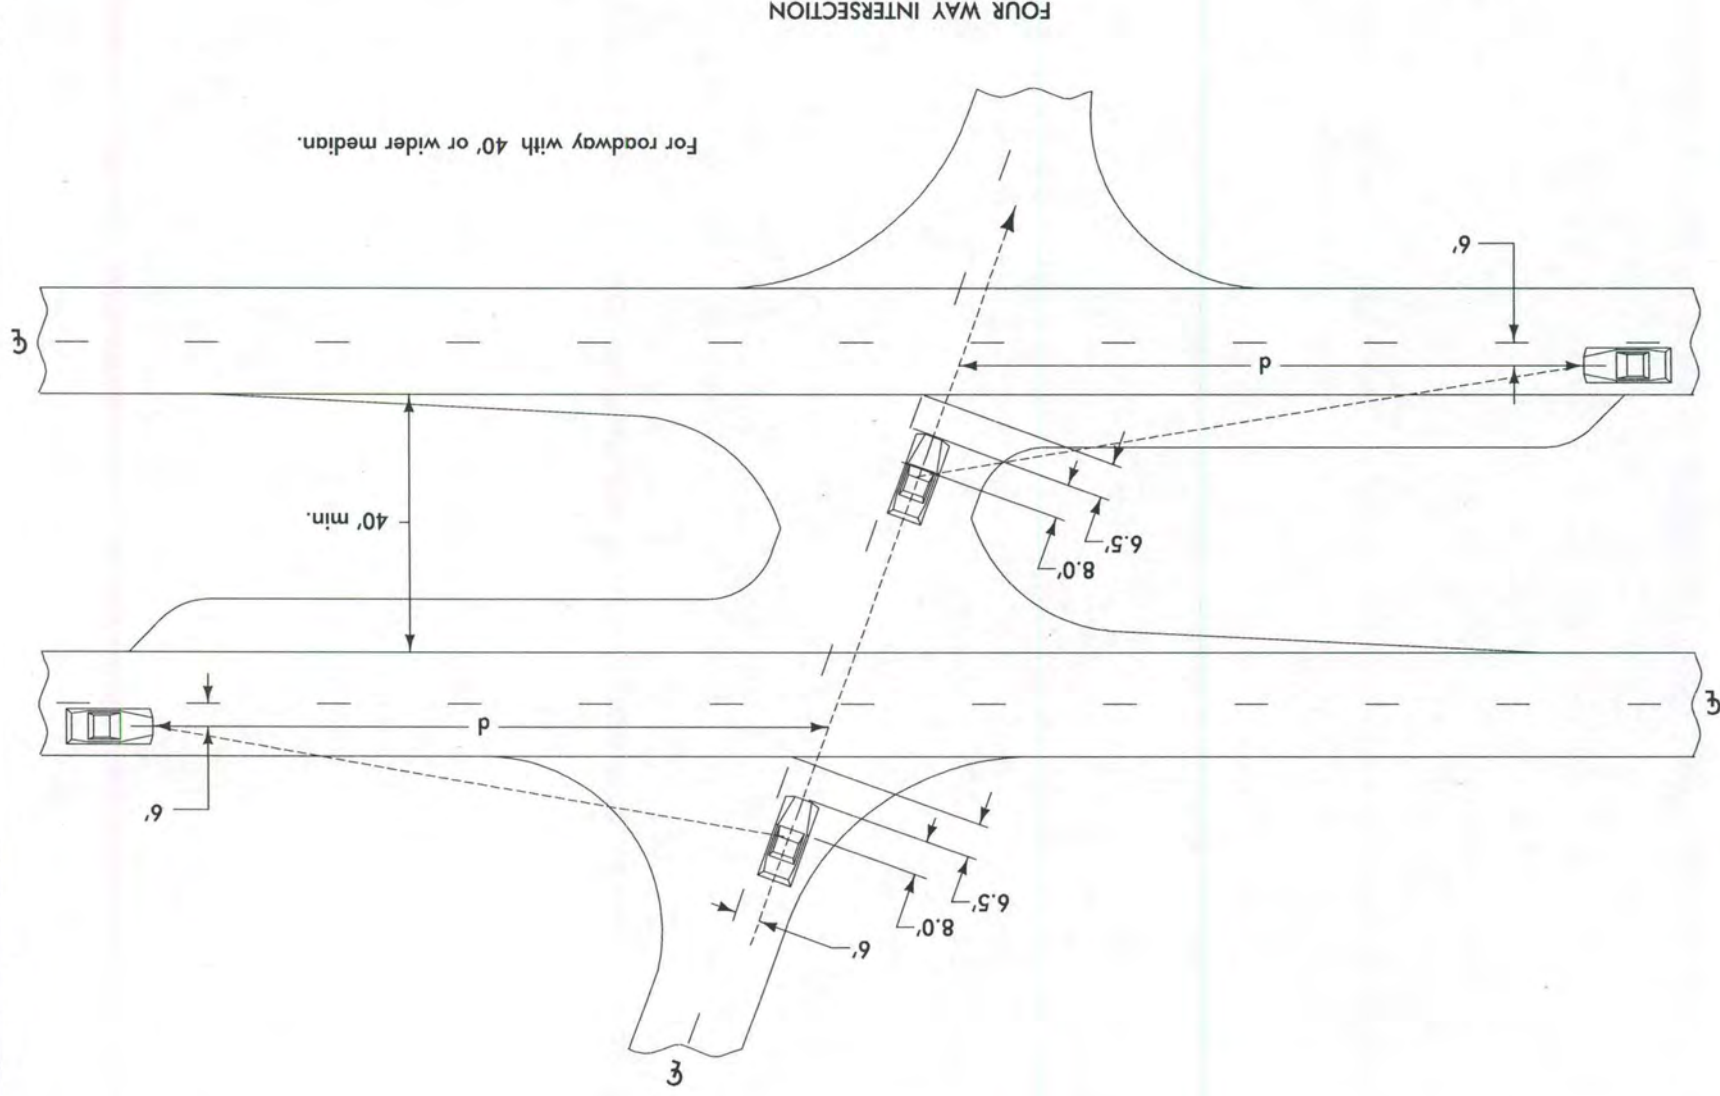 ℄
6'
8.0'
6.5'
6'
d
℄
8.0'
6.5'
40' min.
d
℄
6'
For roadway with 40' or wider median.
FOUR WAY INTERSECTION